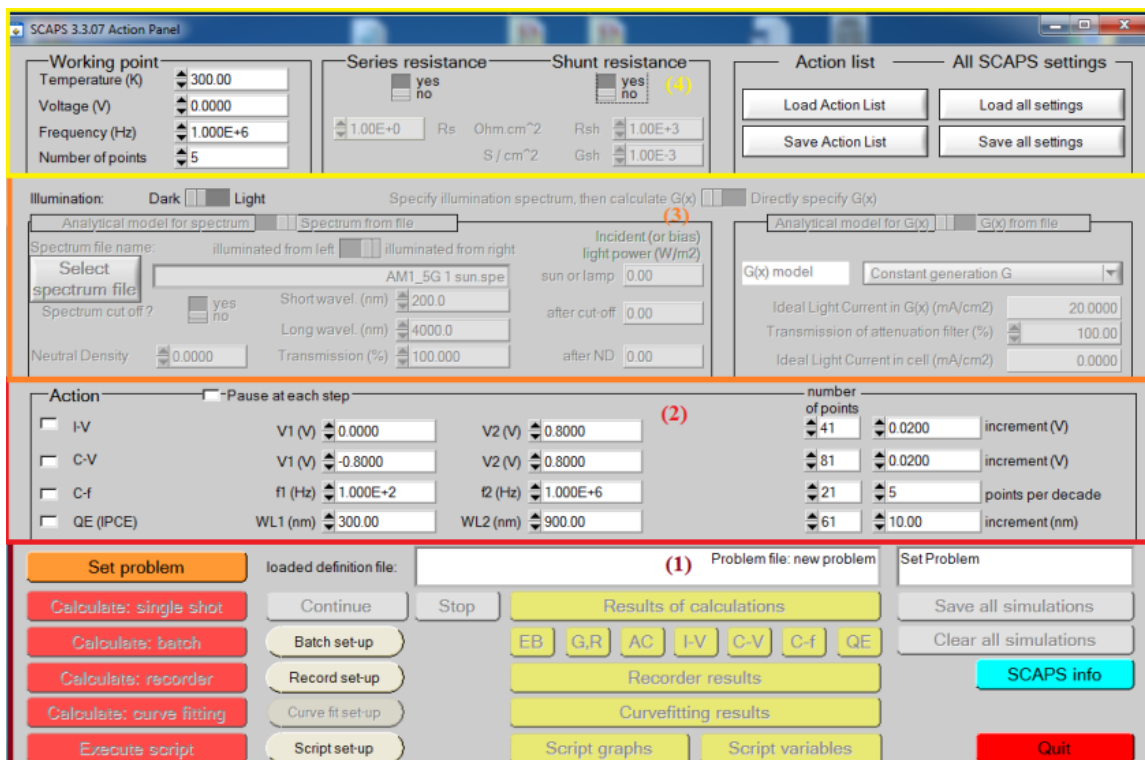 SCAPS 3.3.07 Action Panel
Working point
Temperature (K) 300.00
Voltage (V) 0.0000
Frequency (Hz) 1.000E+6
Number of points 5
Series resistance Shunt resistance
yes yes (4)
no no
1.00E+0 Rs Ohm.cm^2 Rsh 1.00E+3
S / cm^2 Gsh 1.00E-3
Action list All SCAPS settings
Load Action List Load all settings
Save Action List Save all settings
Illumination: Dark Light Specify illumination spectrum, then calculate G(x) Directly specify G(x)
Analytical model for spectrum Spectrum from file (3)
Spectrum file name: illuminated from left illuminated from right
Incident (or bias)
light power (W/m2)
Select
spectrum file
AM1_5G 1 sun.spe sun or lamp 0.00
Spectrum cut off ? yes
no
Short wavel. (nm) 200.0 after cut-off 0.00
Long wavel. (nm) 4000.0
Neutral Density 0.0000 Transmission (%) 100.000 after ND 0.00
Analytical model for G(x) G(x) from file
G(x) model Constant generation G
Ideal Light Current in G(x) (mA/cm2) 20.0000
Transmission of attenuation filter (%) 100.00
Ideal Light Current in cell (mA/cm2) 0.0000
Action Pause at each step (2) number
of points
I-V V1 (V) 0.0000 V2 (V) 0.8000 41 0.0200 increment (V)
C-V V1 (V) -0.8000 V2 (V) 0.8000 81 0.0200 increment (V)
C-f f1 (Hz) 1.000E+2 f2 (Hz) 1.000E+6 21 5 points per decade
QE (IPCE) WL1 (nm) 300.00 WL2 (nm) 900.00 61 10.00 increment (nm)
Set problem loaded definition file: (1) Problem file: new problem Set Problem
Calculate: single shot Continue Stop Results of calculations Save all simulations
Calculate: batch Batch set-up EB G,R AC I-V C-V C-f QE Clear all simulations
Calculate: recorder Record set-up Recorder results SCAPS info
Calculate: curve fitting Curve fit set-up Curvefitting results
Execute script Script set-up Script graphs Script variables Quit